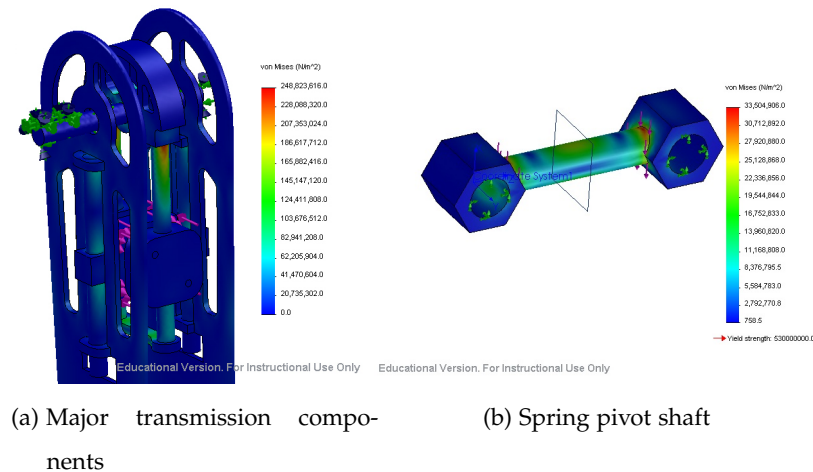 von Mises (N/m^2)
248,823,616.0
228,088,320.0
207,353,024.0
186,617,712.0
165,882,416.0
145,147,120.0
124,411,808.0
103,676,512.0
82,941,208.0
62,205,904.0
41,470,604.0
20,735,302.0
0.0
Educational Version. For Instructional Use Only
von Mises (N/m^2)
33,504,906.0
30,712,892.0
27,920,880.0
25,128,868.0
22,336,856.0
19,544,844.0
16,752,833.0
13,960,820.0
11,168,808.0
8,376,795.5
5,584,783.0
2,792,770.8
758.5
Yield strength: 530000000.0
Coordinate System1
Educational Version. For Instructional Use Only
(a) Major transmission compo-
nents
(b) Spring pivot shaft